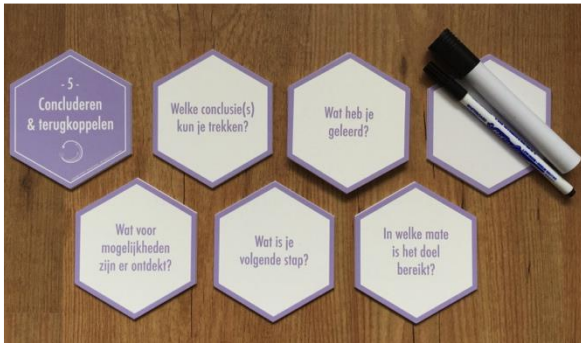 - 5 -
Concluderen
& terugkoppelen
Welke conclusie(s)
kun je trekken?
Wat heb je
geleerd?
Wat voor
mogelijkheden
zijn er ontdekt?
Wat is je
volgende stap?
In welke mate
is het doel
bereikt?